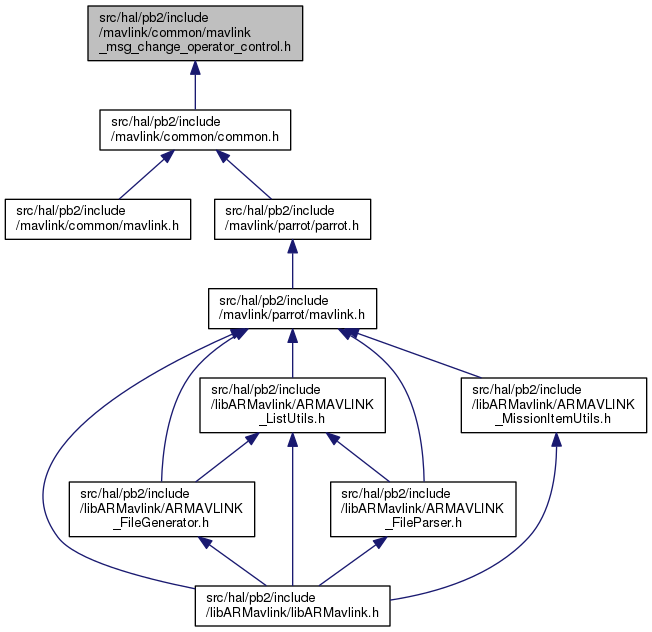 src/hal/pb2/include
/mavlink/common/mavlink
_msg_change_operator_control.h
src/hal/pb2/include
/mavlink/common/common.h
src/hal/pb2/include
/mavlink/common/mavlink.h
src/hal/pb2/include
/mavlink/parrot/parrot.h
src/hal/pb2/include
/mavlink/parrot/mavlink.h
src/hal/pb2/include
/libARMavlink/ARMAVLINK
_ListUtils.h
src/hal/pb2/include
/libARMavlink/ARMAVLINK
_MissionItemUtils.h
src/hal/pb2/include
/libARMavlink/ARMAVLINK
_FileGenerator.h
src/hal/pb2/include
/libARMavlink/ARMAVLINK
_FileParser.h
src/hal/pb2/include
/libARMavlink/libARMavlink.h